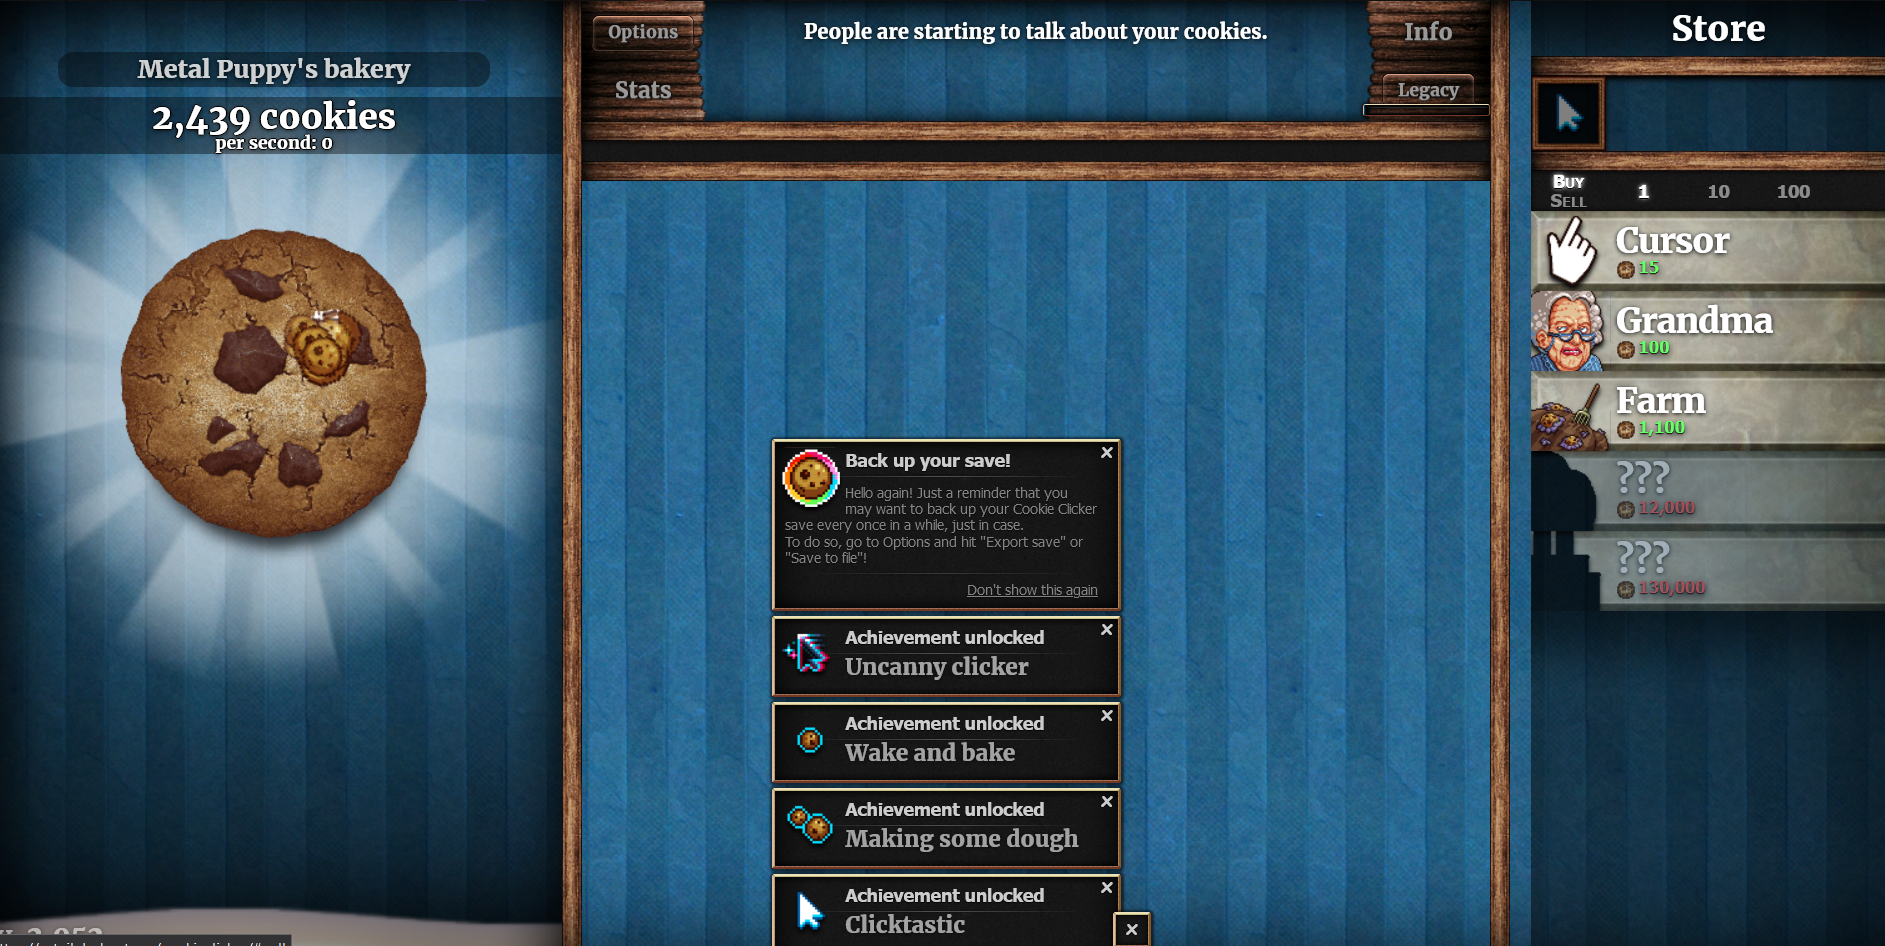 Metal Puppy's bakery
2,439 cookies
per second: 0
Options
Stats
People are starting to talk about your cookies.
Info
Legacy
Back up your save!
Hello again! Just a reminder that you
may want to back up your Cookie Clicker
save every once in a while, just in case.
To do so, go to Options and hit "Export save" or
"Save to file"!
Don't show this again
Achievement unlocked
Uncanny clicker
Achievement unlocked
Wake and bake
Achievement unlocked
Making some dough
Achievement unlocked
Clicktastic
Store
Buy
Sell
1 10 100
Cursor
15
Grandma
100
Farm
1,100
???
12,000
???
130,000